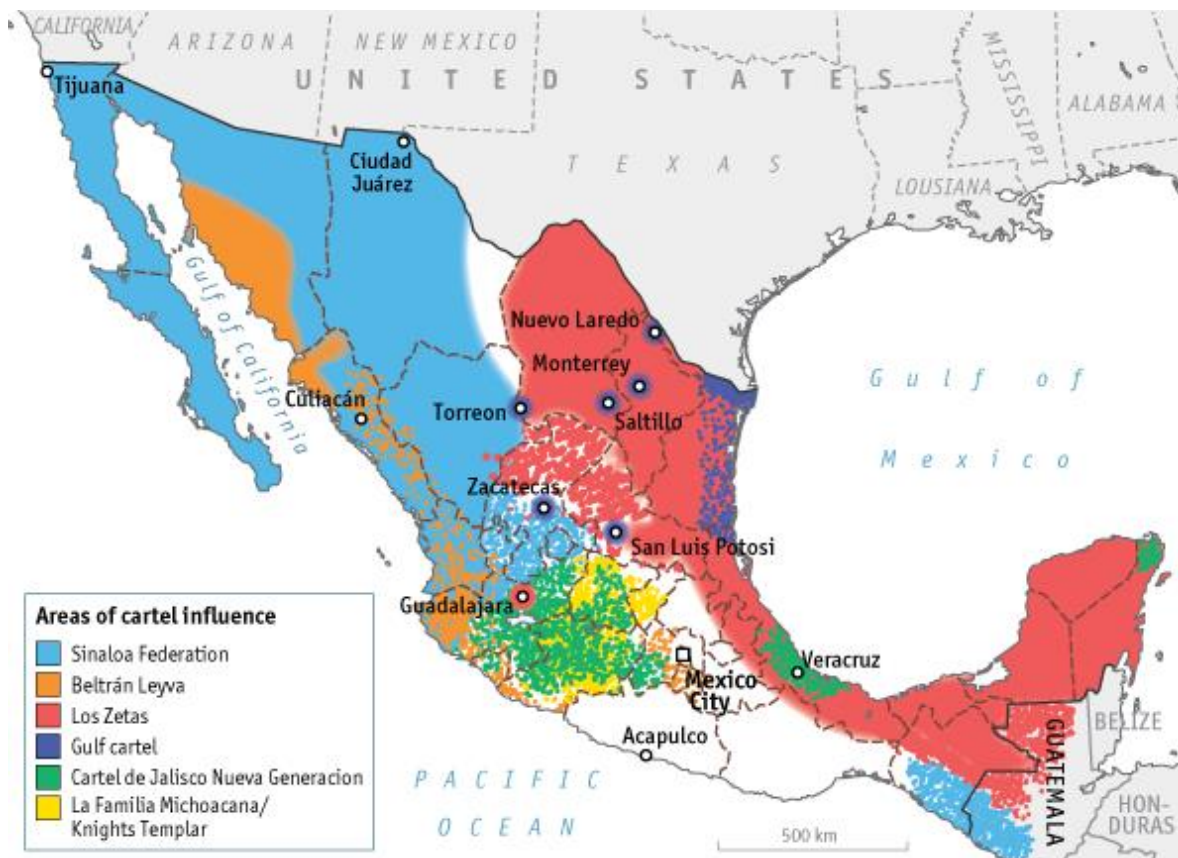 CALIFORNIA
ARIZONA
NEW MEXICO
UNITED STATES
MISSISSIPPI
ALABAMA
Tijuana
Ciudad
Juárez
TEXAS
LOUSIANA
Gulf of California
Nuevo Laredo
Monterrey
Gulf of
Mexico
Culiacán
Torreon
Saltillo
Zacatecas
San Luis Potosi
Guadalajara
Areas of cartel influence
Sinaloa Federation
Beltrán Leyva
Los Zetas
Gulf cartel
Cartel de Jalisco Nueva Generacion
La Familia Michoacana/
Knights Templar
Mexico
City
Veracruz
Acapulco
GUATEMALA
BELIZE
PACIFIC
OCEAN
HON-
DURAS
500 km